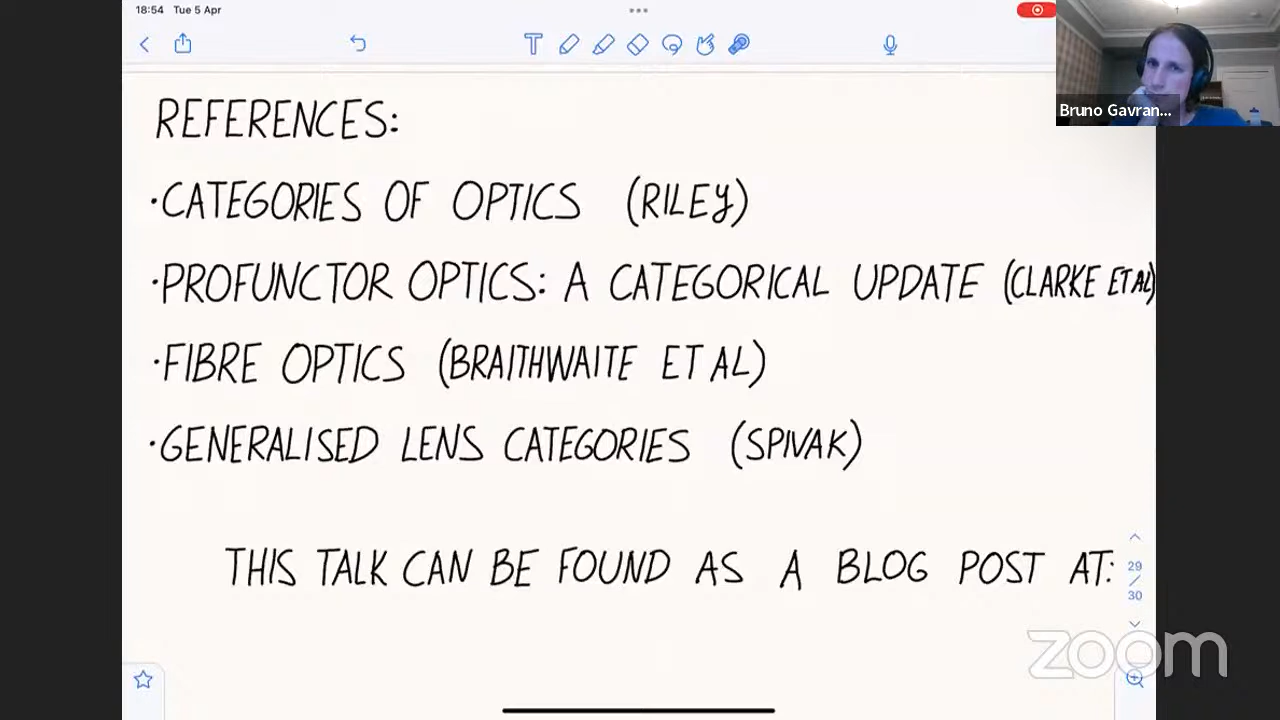 18:54 Tue 5 Apr
Bruno Gavran...
REFERENCES:
·CATEGORIES OF OPTICS (RILEY)
·PROFUNCTOR OPTICS: A CATEGORICAL UPDATE (CLARKE ET AL)
·FIBRE OPTICS (BRAITHWAITE ET AL)
·GENERALISED LENS CATEGORIES (SPIVAK)
THIS TALK CAN BE FOUND AS A BLOG POST AT:
29
/
30
zoom